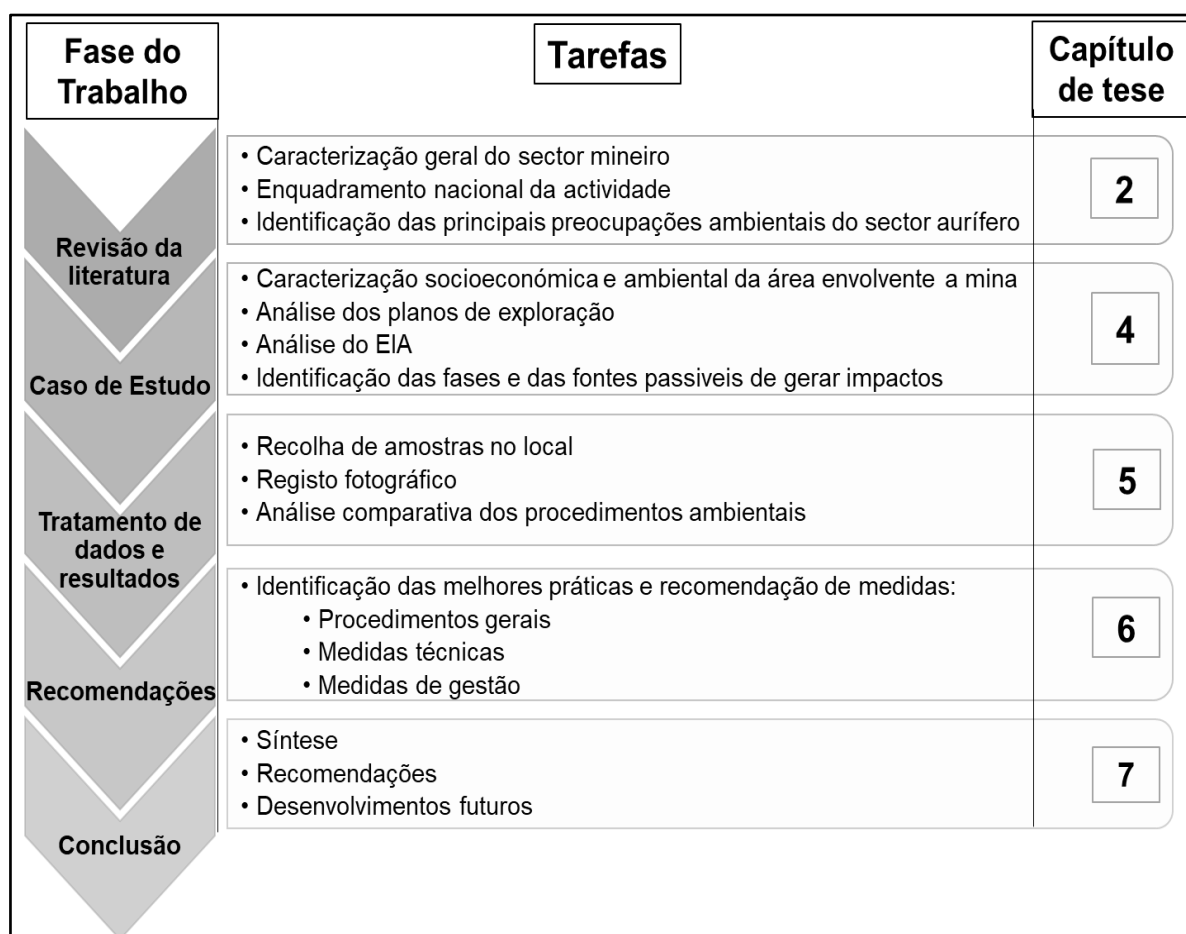 Fase do
Trabalho
Tarefas
Capítulo
de tese
Revisão da
literatura
• Caracterização geral do sector mineiro
• Enquadramento nacional da actividade
• Identificação das principais preocupações ambientais do sector aurífero
2
Caso de Estudo
• Caracterização socioeconómica e ambiental da área envolvente a mina
• Análise dos planos de exploração
• Análise do EIA
• Identificação das fases e das fontes passiveis de gerar impactos
4
Tratamento de
dados e
resultados
• Recolha de amostras no local
• Registo fotográfico
• Análise comparativa dos procedimentos ambientais
5
Recomendações
• Identificação das melhores práticas e recomendação de medidas:
• Procedimentos gerais
• Medidas técnicas
• Medidas de gestão
6
Conclusão
• Síntese
• Recomendações
• Desenvolvimentos futuros
7